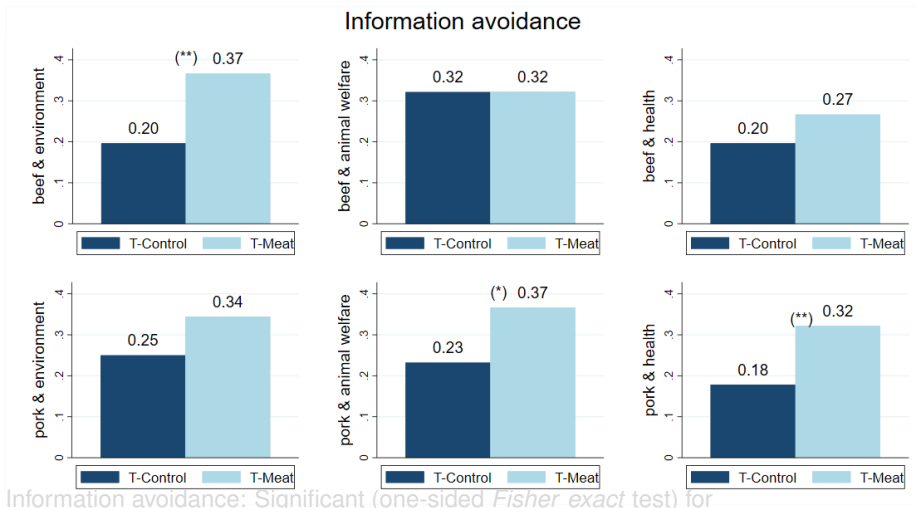 Information avoidance
beef & environment
0 .1 .2 .3 .4
0.20
(**) 0.37
T-Control T-Meat
beef & animal welfare
0 .1 .2 .3 .4
0.32 0.32
T-Control T-Meat
beef & health
0 .1 .2 .3 .4
0.20
0.27
T-Control T-Meat
pork & environment
0 .1 .2 .3 .4
0.25
0.34
T-Control T-Meat
pork & animal welfare
0 .1 .2 .3 .4
0.23
(*) 0.37
T-Control T-Meat
pork & health
0 .1 .2 .3 .4
0.18
(**) 0.32
T-Control T-Meat
Information avoidance: Significant (one-sided Fisher exact test) for